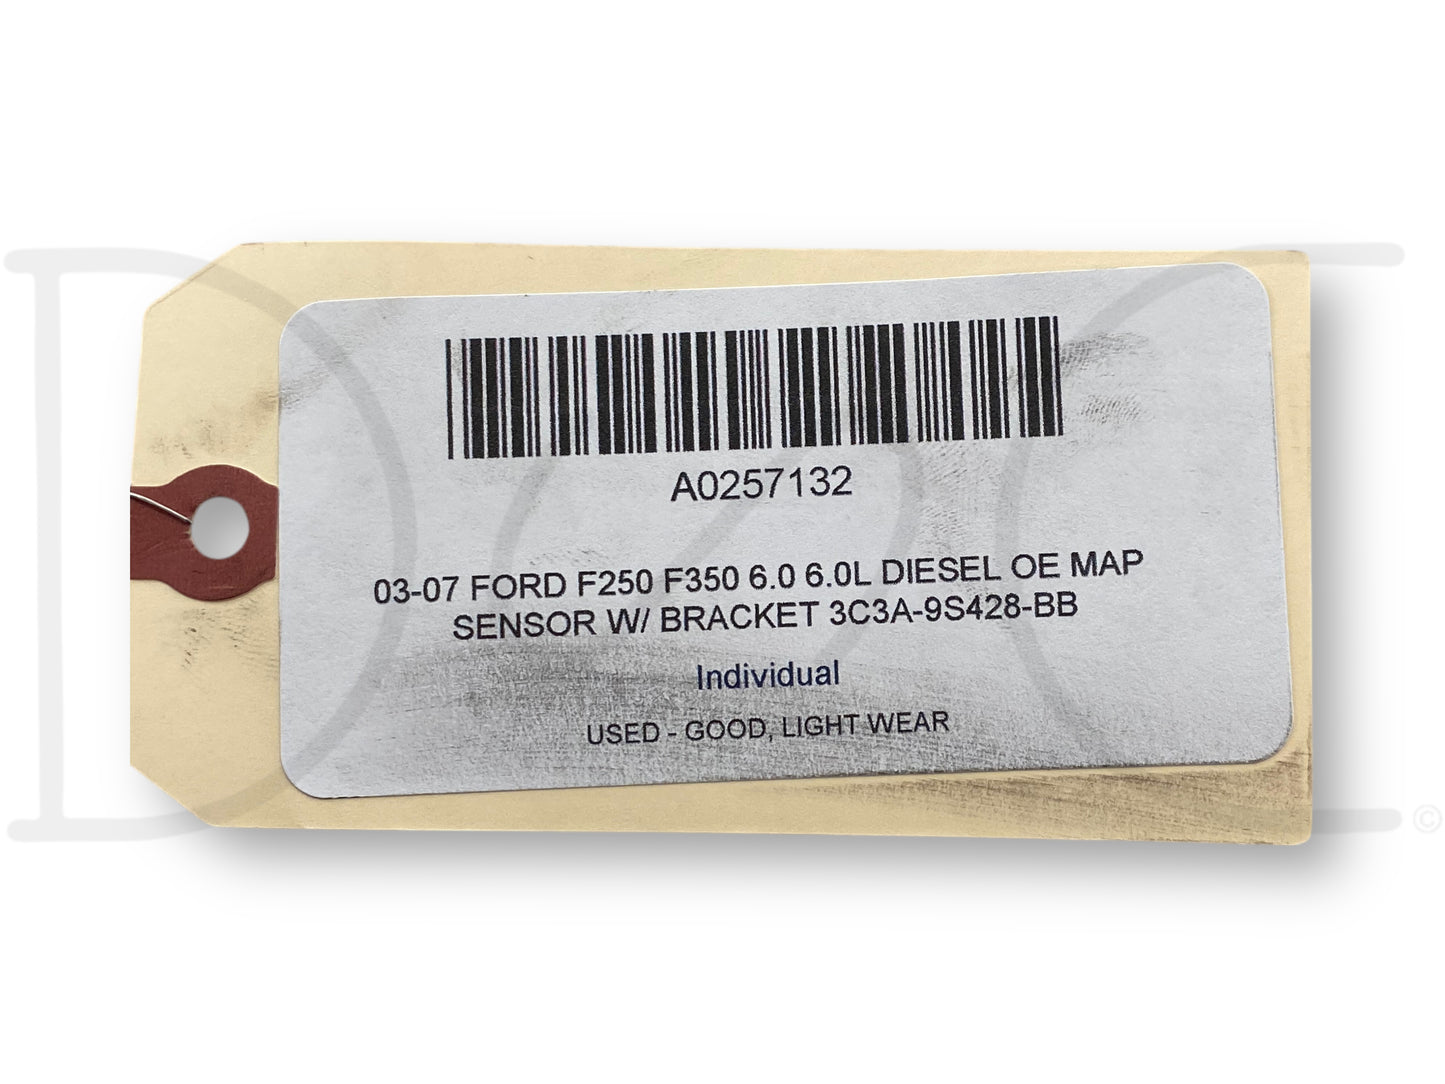 A0257132
03-07 FORD F250 F350 6.0 6.0L DIESEL OE MAP
SENSOR W/ BRACKET 3C3A-9S428-BB
Individual
USED - GOOD, LIGHT WEAR
©